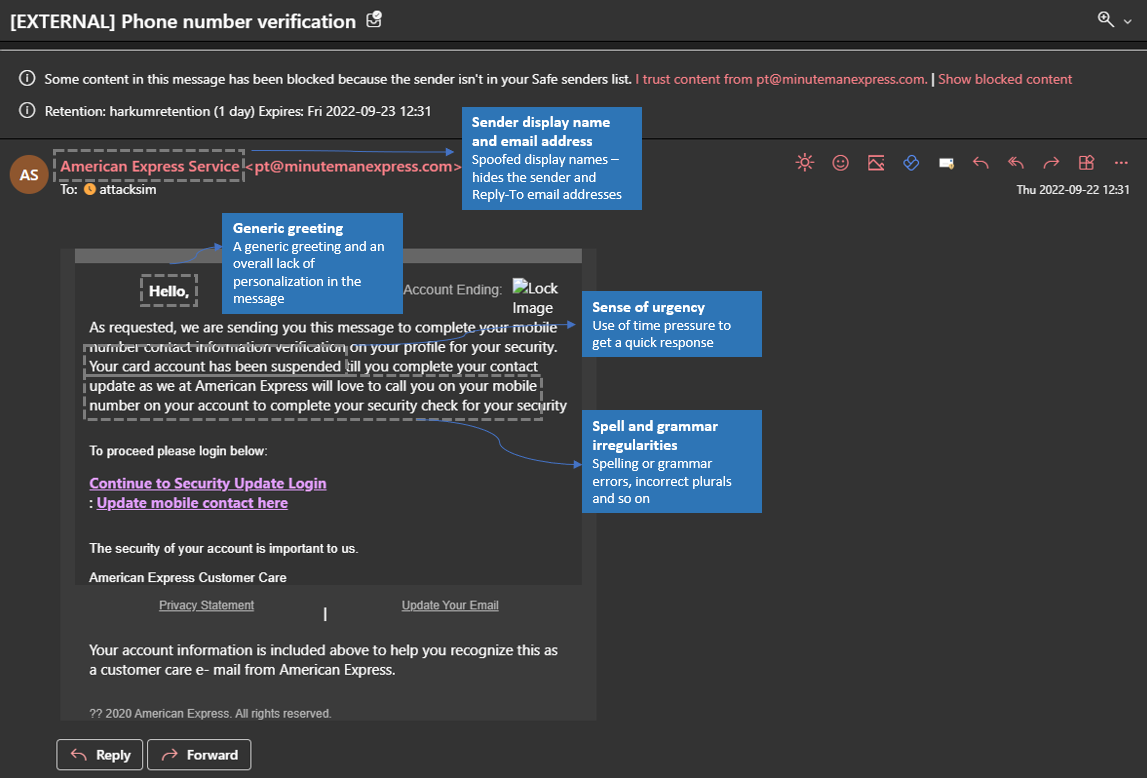 [EXTERNAL] Phone number verification
Some content in this message has been blocked because the sender isn't in your Safe senders list. I trust content from pt@minutemanexpress.com. | Show blocked content
Retention: harkumretention (1 day) Expires: Fri 2022-09-23 12:31
Sender display name
and email address
Spoofed display names –
hides the sender and
Reply-To email addresses
AS
American Express Service <pt@minutemanexpress.com>
To: attacksim
Thu 2022-09-22 12:31
Generic greeting
A generic greeting and an
overall lack of
personalization in the
message
Hello,
Account Ending:
Lock
Image
As requested, we are sending you this message to complete your mobile
number contact information verification on your profile for your security.
Your card account has been suspended till you complete your contact
update as we at American Express will love to call you on your mobile
number on your account to complete your security check for your security
Sense of urgency
Use of time pressure to
get a quick response
Spell and grammar
irregularities
Spelling or grammar
errors, incorrect plurals
and so on
To proceed please login below:
Continue to Security Update Login
: Update mobile contact here
The security of your account is important to us.
American Express Customer Care
Privacy Statement | Update Your Email
Your account information is included above to help you recognize this as
a customer care e- mail from American Express.
?? 2020 American Express. All rights reserved.
Reply Forward